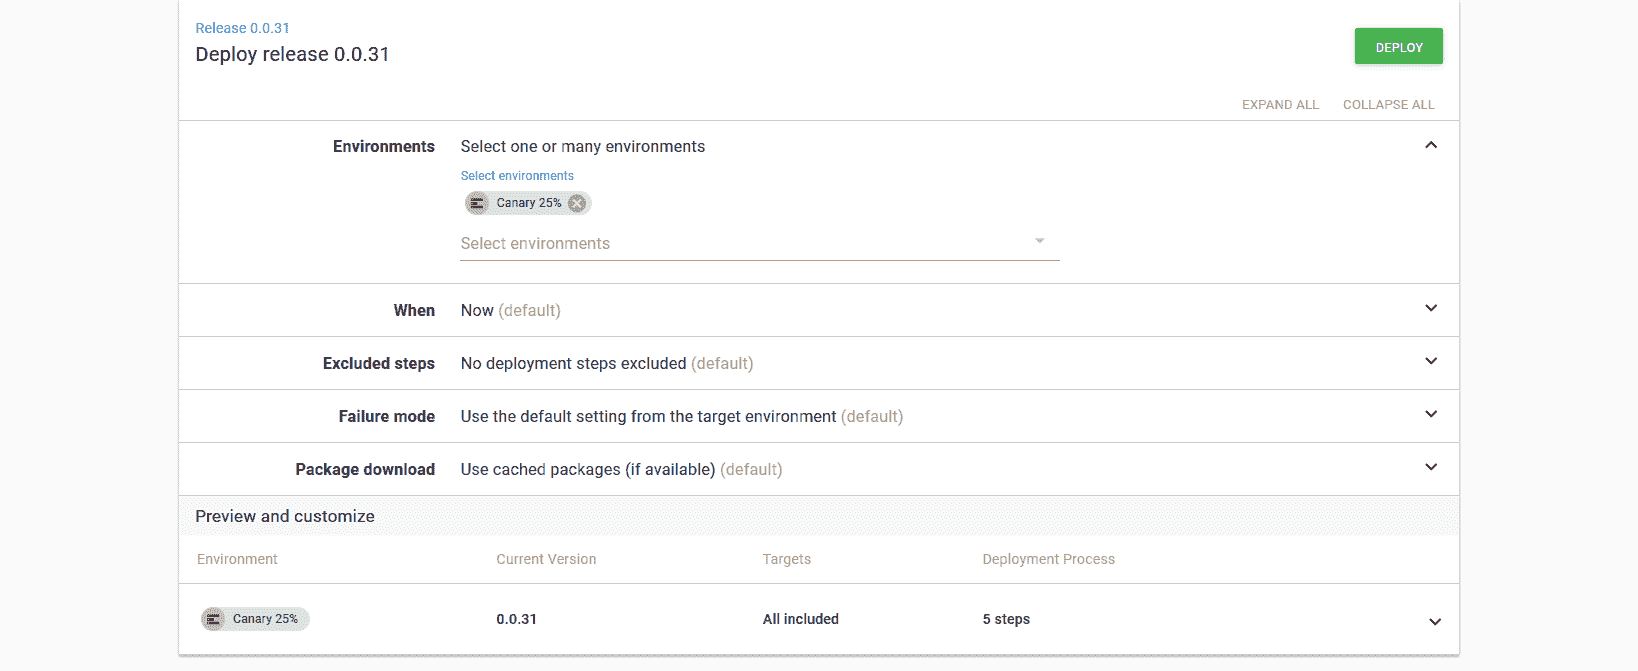 Release 0.0.31
Deploy release 0.0.31
DEPLOY
EXPAND ALL COLLAPSE ALL
Environments Select one or many environments
Select environments
Canary 25%
Select environments
When Now (default)
Excluded steps No deployment steps excluded (default)
Failure mode Use the default setting from the target environment (default)
Package download Use cached packages (if available) (default)
Preview and customize
Environment Current Version Targets Deployment Process
Canary 25% 0.0.31 All included 5 steps